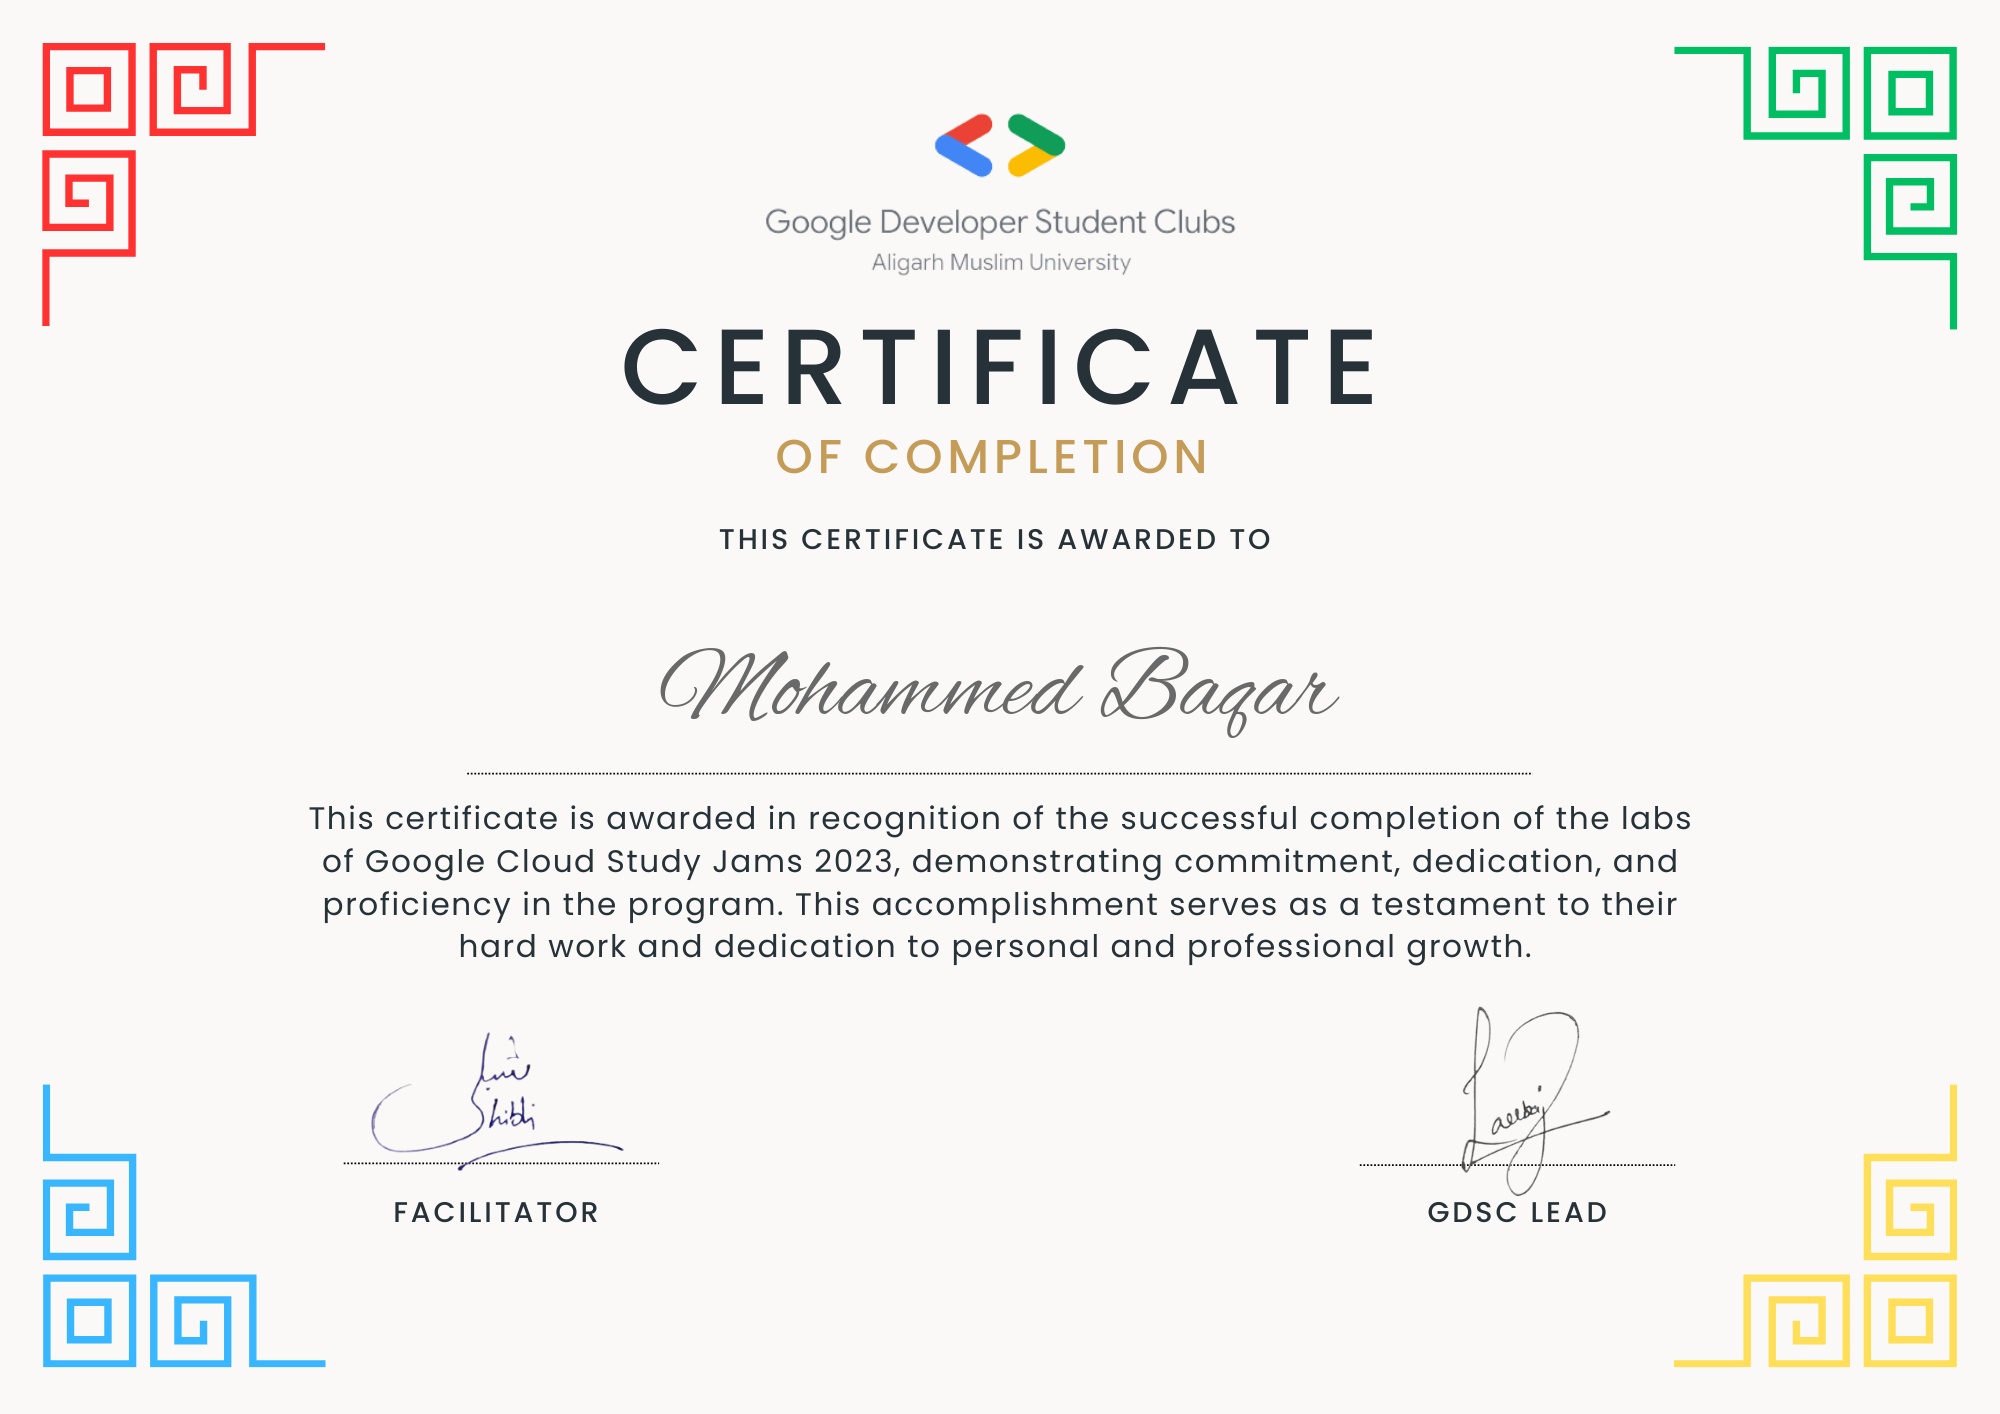 Google Developer Student Clubs
Aligarh Muslim University
CERTIFICATE
OF COMPLETION
THIS CERTIFICATE IS AWARDED TO
Mohammed Baqar
This certificate is awarded in recognition of the successful completion of the labs
of Google Cloud Study Jams 2023, demonstrating commitment, dedication, and
proficiency in the program. This accomplishment serves as a testament to their
hard work and dedication to personal and professional growth.
FACILITATOR
GDSC LEAD